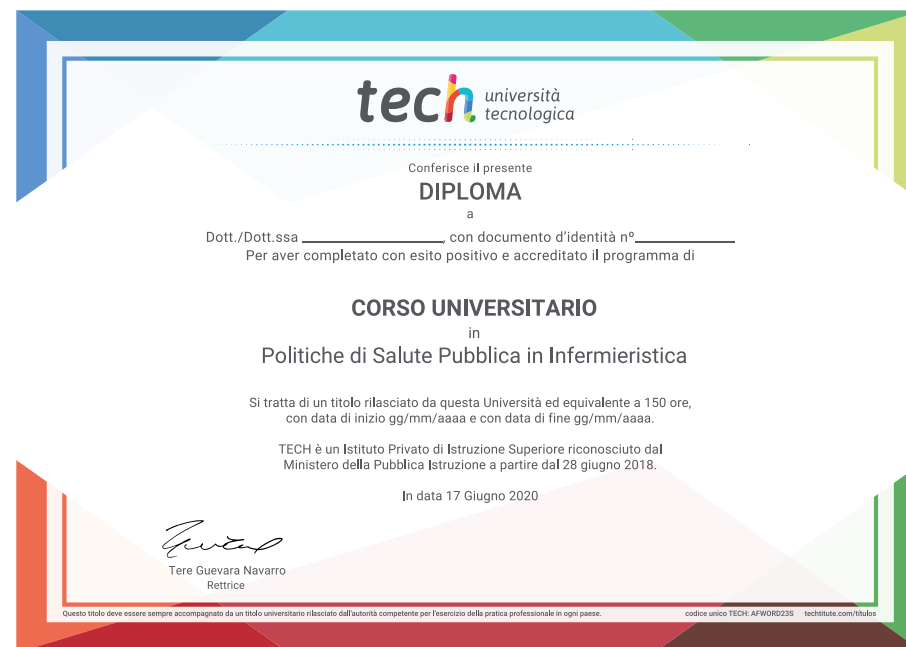 tech università
tecnologica
Conferisce il presente
DIPLOMA
a
Dott./Dott.ssa ________________, con documento d'identità nº____________
Per aver completato con esito positivo e accreditato il programma di
CORSO UNIVERSITARIO
in
Politiche di Salute Pubblica in Infermieristica
Si tratta di un titolo rilasciato da questa Università ed equivalente a 150 ore,
con data di inizio gg/mm/aaaa e con data di fine gg/mm/aaaa.
TECH è un Istituto Privato di Istruzione Superiore riconosciuto dal
Ministero della Pubblica Istruzione a partire dal 28 giugno 2018.
In data 17 Giugno 2020
Tere Guevara Navarro
Rettrice
Questo titolo deve essere sempre accompagnato da un titolo universitario rilasciato dall'autorità competente per l'esercizio della pratica professionale in ogni paese. codice unico TECH: AFWORD23S techtitute.com/títulos